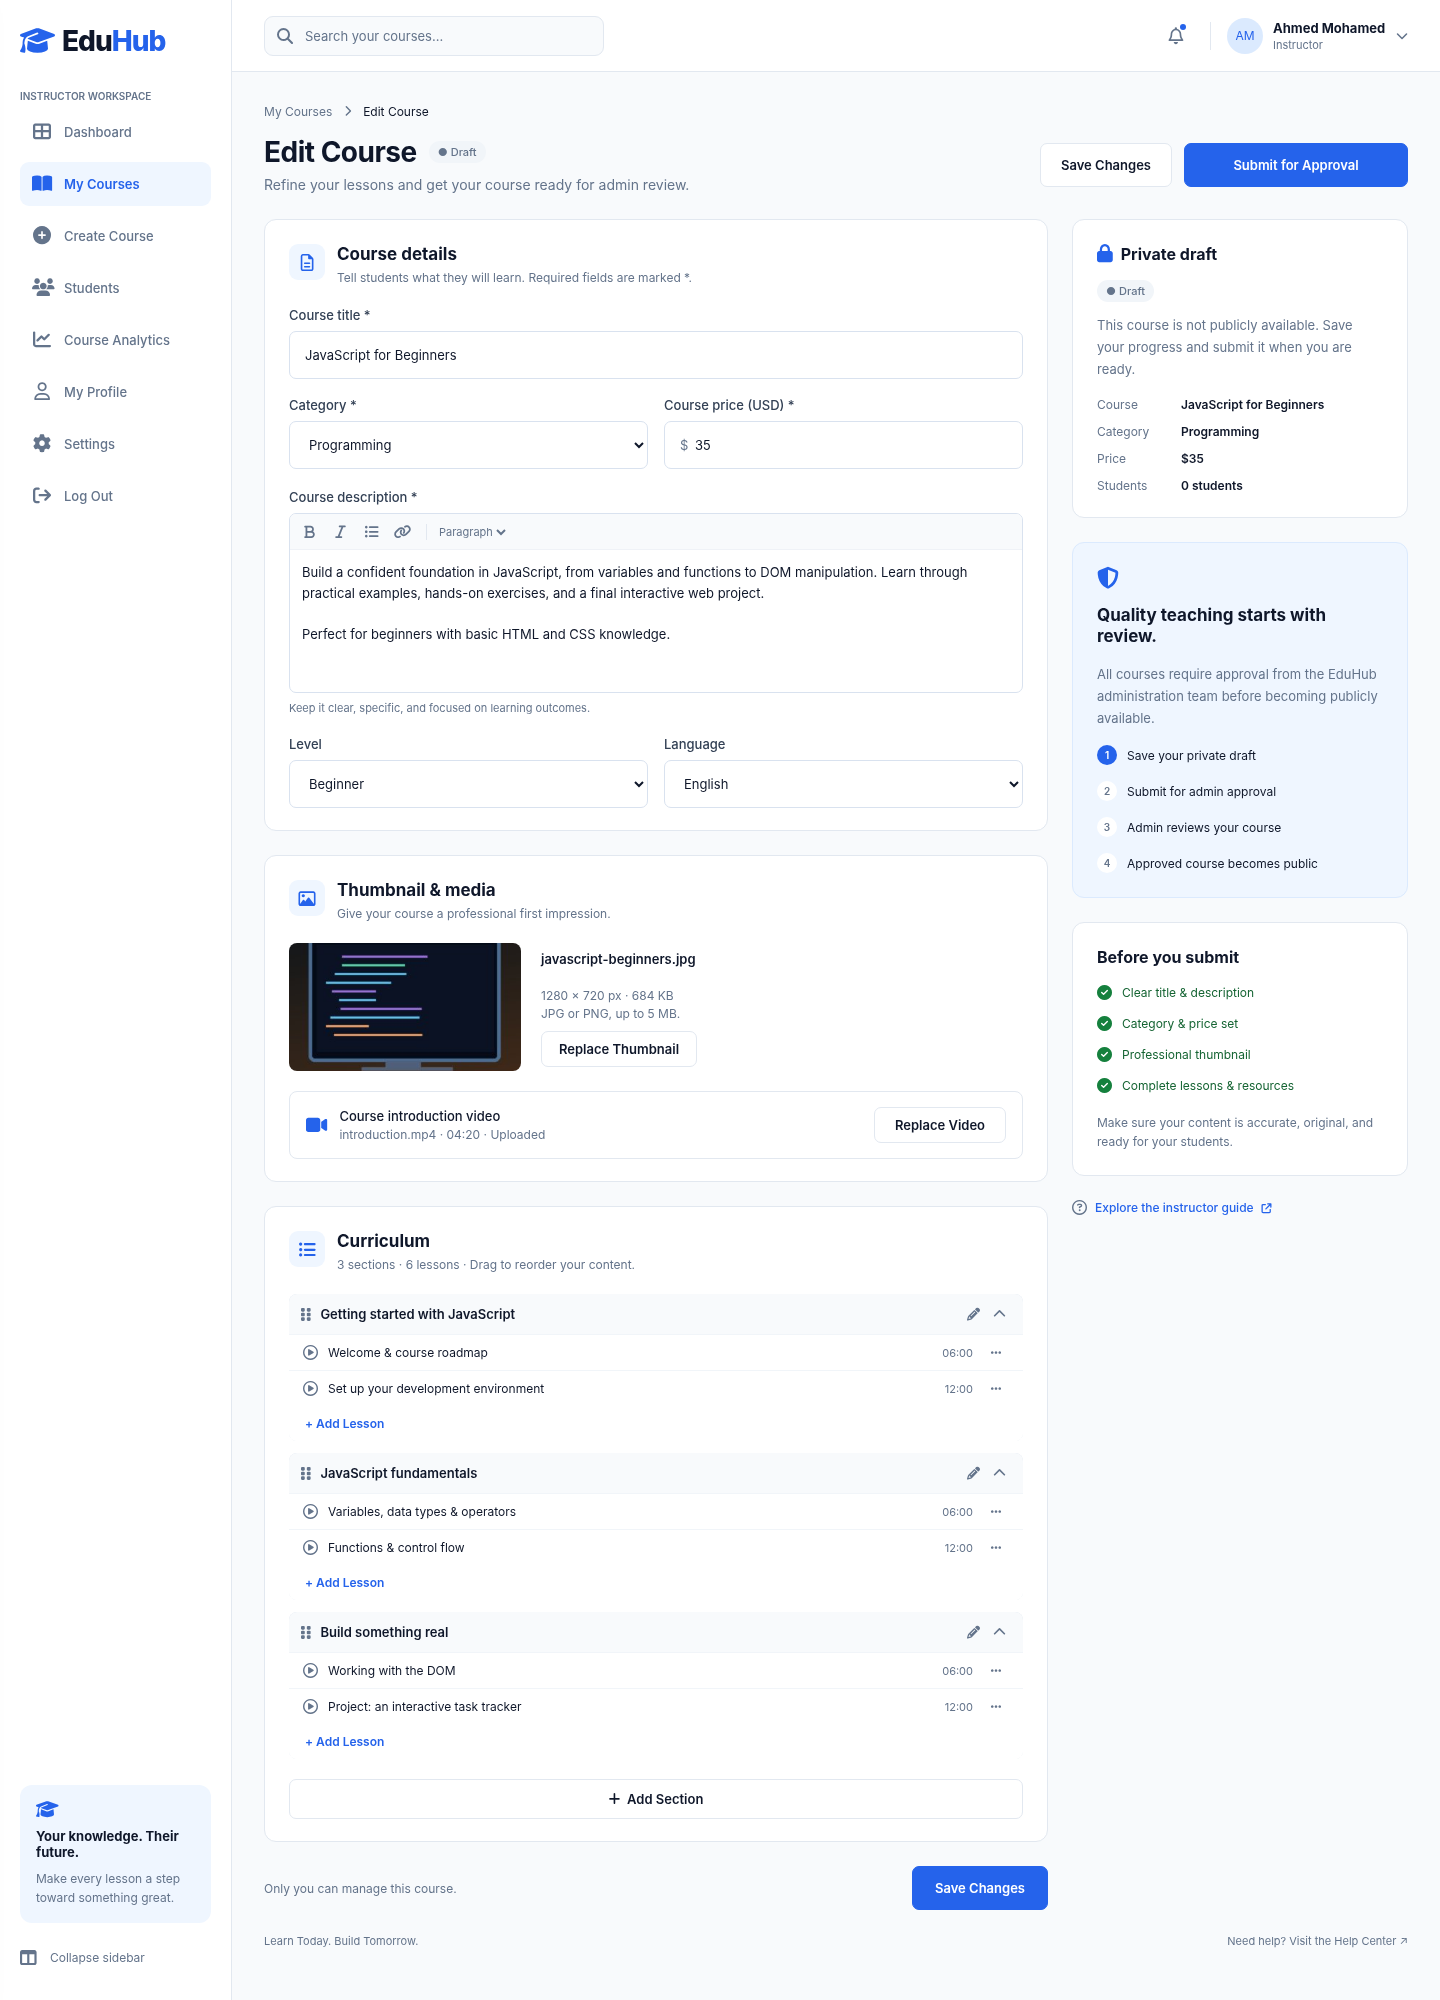 EduHub
INSTRUCTOR WORKSPACE
Dashboard
My Courses
Create Course
Students
Course Analytics
My Profile
Settings
Log Out
Your knowledge. Their
future.
Make every lesson a step
toward something great.
Collapse sidebar
Search your courses...
AM
Ahmed Mohamed
Instructor
My Courses
Edit Course
Edit Course
Draft
Refine your lessons and get your course ready for admin review.
Save Changes
Submit for Approval
Course details
Tell students what they will learn. Required fields are marked *.
Course title *
JavaScript for Beginners
Category *
Course price (USD) *
Programming
$ 35
Course description *
Paragraph
Build a confident foundation in JavaScript, from variables and functions to DOM manipulation. Learn through
practical examples, hands-on exercises, and a final interactive web project.
Perfect for beginners with basic HTML and CSS knowledge.
Keep it clear, specific, and focused on learning outcomes.
Level
Language
Beginner
English
Thumbnail & media
Give your course a professional first impression.
javascript-beginners.jpg
1280 × 720 px · 684 KB
JPG or PNG, up to 5 MB.
Replace Thumbnail
Course introduction video
introduction.mp4 · 04:20 · Uploaded
Replace Video
Curriculum
3 sections · 6 lessons · Drag to reorder your content.
Getting started with JavaScript
Welcome & course roadmap 06:00
Set up your development environment 12:00
+ Add Lesson
JavaScript fundamentals
Variables, data types & operators 06:00
Functions & control flow 12:00
+ Add Lesson
Build something real
Working with the DOM 06:00
Project: an interactive task tracker 12:00
+ Add Lesson
+ Add Section
Only you can manage this course.
Save Changes
Private draft
Draft
This course is not publicly available. Save
your progress and submit it when you are
ready.
Course JavaScript for Beginners
Category Programming
Price $35
Students 0 students
Quality teaching starts with
review.
All courses require approval from the EduHub
administration team before becoming publicly
available.
1 Save your private draft
2 Submit for admin approval
3 Admin reviews your course
4 Approved course becomes public
Before you submit
Clear title & description
Category & price set
Professional thumbnail
Complete lessons & resources
Make sure your content is accurate, original, and
ready for your students.
Explore the instructor guide
Learn Today. Build Tomorrow.
Need help? Visit the Help Center ↗